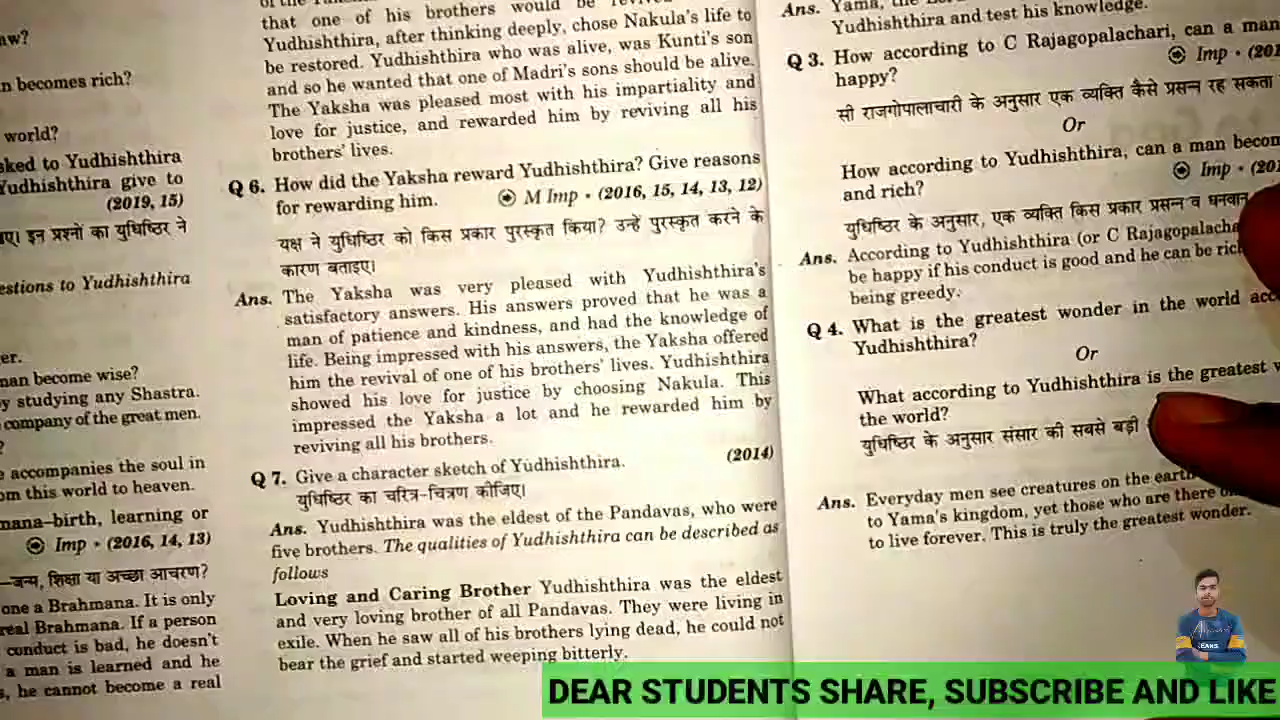 aw?
n becomes rich?
world?
sked to Yudhishthira
Yudhishthira give to
(2019, 15)
इन प्रश्नों का युधिष्ठिर ने
estions to Yudhishthira
er.
man become wise?
by studying any Shastra.
company of the great men.
?
e accompanies the soul in
om this world to heaven.
mana–birth, learning or
Imp • (2016, 14, 13)
–जन्म, शिक्षा या अच्छा आचरण?
one a Brahmana. It is only
real Brahmana. If a person
conduct is bad, he doesn't
a man is learned and he
s, he cannot become a real
that one of his brothers would be
Yudhishthira, after thinking deeply, chose Nakula's life to
be restored. Yudhishthira who was alive, was Kunti's son
and so he wanted that one of Madri's sons should be alive.
The Yaksha was pleased most with his impartiality and
love for justice, and rewarded him by reviving all his
brothers' lives.
Q 6. How did the Yaksha reward Yudhishthira? Give reasons
for rewarding him. M Imp • (2016, 15, 14, 13, 12)
यक्ष ने युधिष्ठिर को किस प्रकार पुरस्कृत किया? उन्हें पुरस्कृत करने के
कारण बताइए।
Ans. The Yaksha was very pleased with Yudhishthira's
satisfactory answers. His answers proved that he was a
man of patience and kindness, and had the knowledge of
life. Being impressed with his answers, the Yaksha offered
him the revival of one of his brothers' lives. Yudhishthira
showed his love for justice by choosing Nakula. This
impressed the Yaksha a lot and he rewarded him by
reviving all his brothers.
Q 7. Give a character sketch of Yudhishthira. (2014)
युधिष्ठिर का चरित्र-चित्रण कीजिए।
Ans. Yudhishthira was the eldest of the Pandavas, who were
five brothers. The qualities of Yudhishthira can be described as
follows
Loving and Caring Brother Yudhishthira was the eldest
and very loving brother of all Pandavas. They were living in
exile. When he saw all of his brothers lying dead, he could not
bear the grief and started weeping bitterly.
Ans. Yama, the
Yudhishthira and test his knowledge.
Q 3. How according to C Rajagopalachari, can a man
happy? Imp • (201
सी राजगोपालाचारी के अनुसार एक व्यक्ति कैसे प्रसन्न रह सकता
Or
How according to Yudhishthira, can a man becom
and rich? Imp • (201
युधिष्ठिर के अनुसार, एक व्यक्ति किस प्रकार प्रसन्न व धनवान
Ans. According to Yudhishthira (or C Rajagopalacha
be happy if his conduct is good and he can be rich
being greedy.
Q 4. What is the greatest wonder in the world acc
Yudhishthira?
Or
What according to Yudhishthira is the greatest w
the world?
युधिष्ठिर के अनुसार संसार की सबसे बड़ी
Ans. Everyday men see creatures on the earth
to Yama's kingdom, yet those who are there
to live forever. This is truly the greatest wonder.
DEAR STUDENTS SHARE, SUBSCRIBE AND LIKE